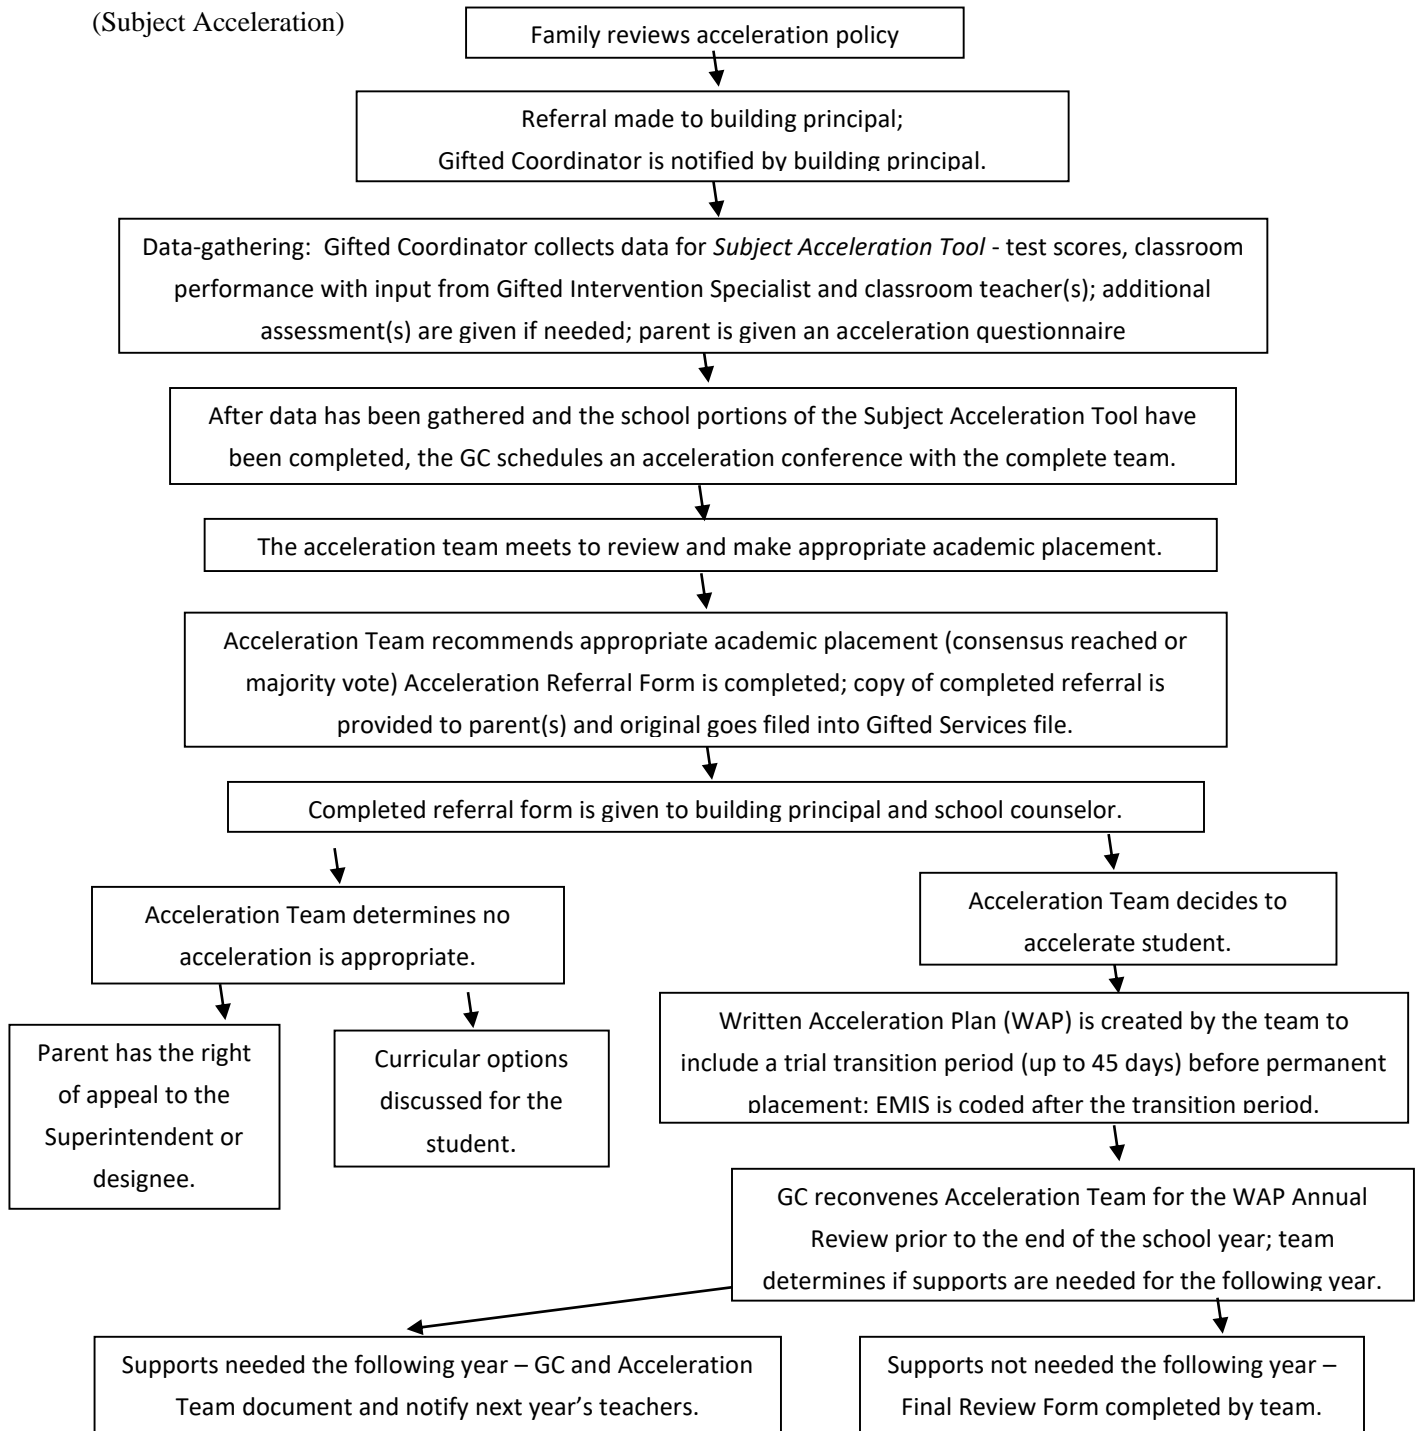 (Subject Acceleration)
Family reviews acceleration policy
Referral made to building principal;
Gifted Coordinator is notified by building principal.
Data-gathering:  Gifted Coordinator collects data for Subject Acceleration Tool - test scores, classroom
performance with input from Gifted Intervention Specialist and classroom teacher(s); additional
assessment(s) are given if needed; parent is given an acceleration questionnaire
After data has been gathered and the school portions of the Subject Acceleration Tool have
been completed, the GC schedules an acceleration conference with the complete team.
The acceleration team meets to review and make appropriate academic placement.
Acceleration Team recommends appropriate academic placement (consensus reached or
majority vote) Acceleration Referral Form is completed; copy of completed referral is
provided to parent(s) and original goes filed into Gifted Services file.
Completed referral form is given to building principal and school counselor.
Acceleration Team determines no
acceleration is appropriate.
Acceleration Team decides to
accelerate student.
Parent has the right
of appeal to the
Superintendent or
designee.
Curricular options
discussed for the
student.
Written Acceleration Plan (WAP) is created by the team to
include a trial transition period (up to 45 days) before permanent
placement: EMIS is coded after the transition period.
GC reconvenes Acceleration Team for the WAP Annual
Review prior to the end of the school year; team
determines if supports are needed for the following year.
Supports needed the following year – GC and Acceleration
Team document and notify next year’s teachers.
Supports not needed the following year –
Final Review Form completed by team.